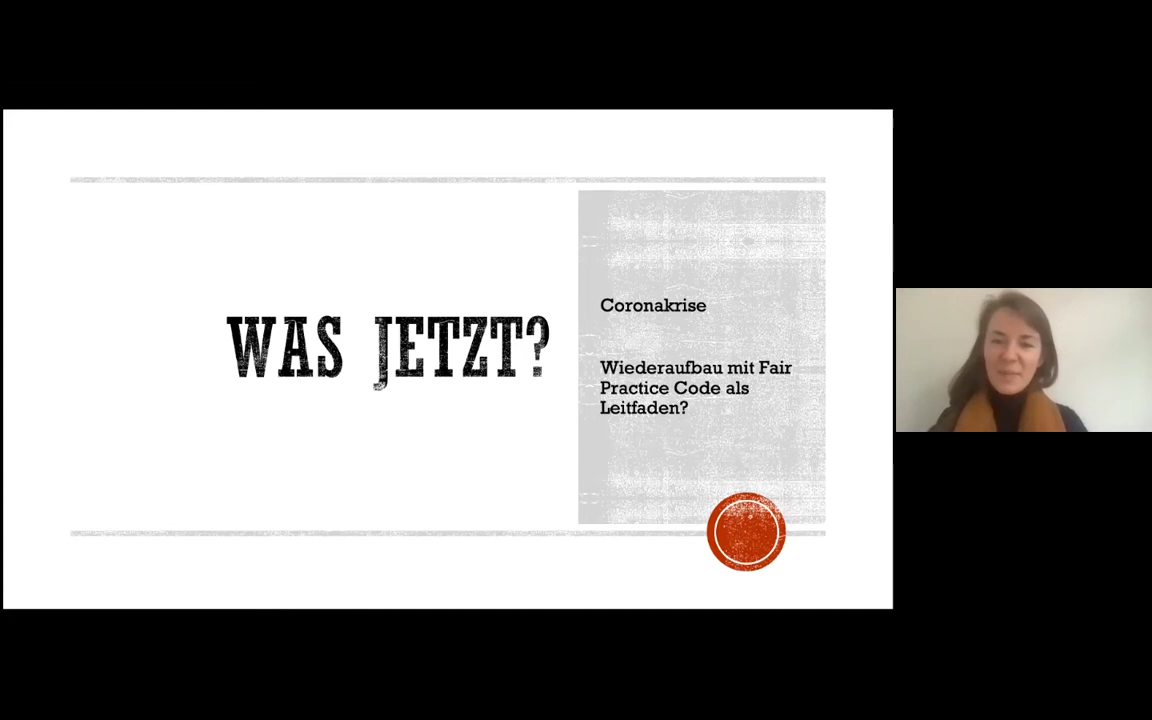 WAS JETZT?
Coronakrise
Wiederaufbau mit Fair
Practice Code als
Leitfaden?